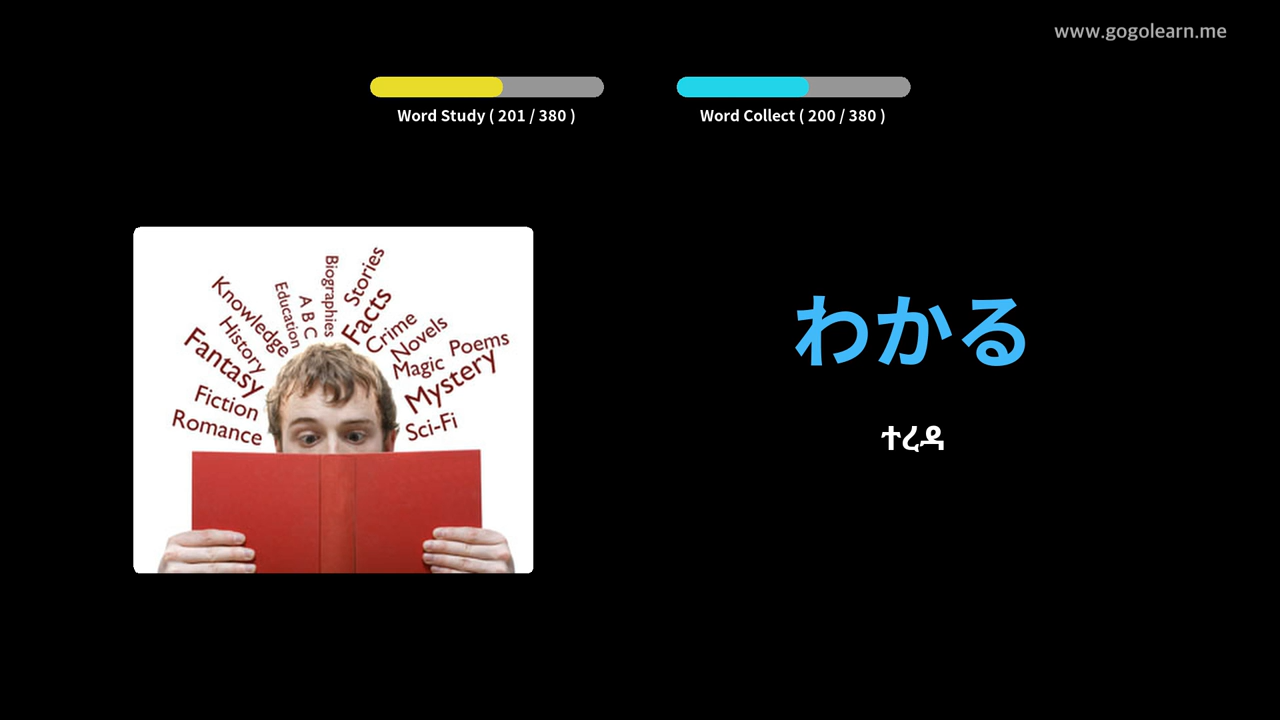 www.gogolearn.me
Word Study ( 201 / 380 )
Word Collect ( 200 / 380 )
Stories
Biographies
Facts
A B C
Education
Knowledge
Crime
Novels
History
Poems
Fantasy
Magic
Mystery
Fiction
Romance
Sci-Fi
わかる
ተረዳ